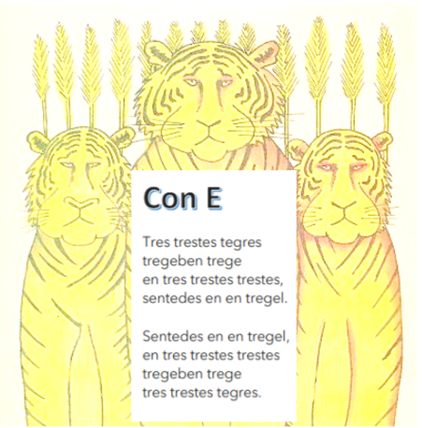 Con E
Tres trestes tegres
tregeben trege
en tres trestes trestes,
sentedes en en tregel.
Sentedes en en tregel,
en tres trestes trestes
tregeben trege
tres trestes tegres.